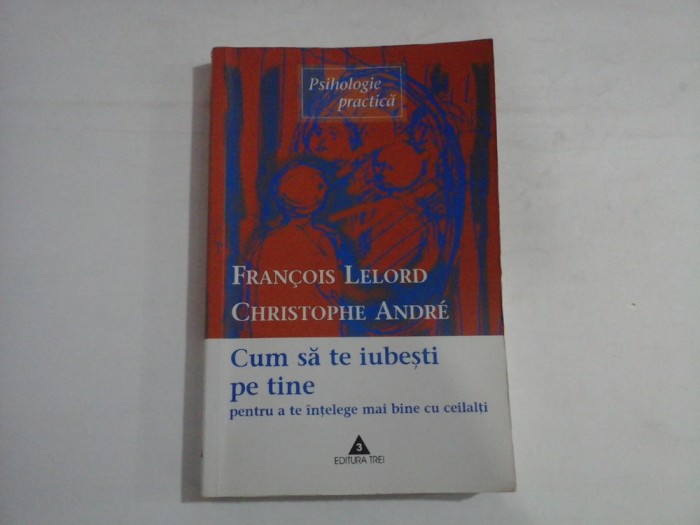 Psihologie
practică
FRANÇOIS LELORD
CHRISTOPHE ANDRÉ
Cum să te iubești
pe tine
pentru a te înțelege mai bine cu ceilalți
3
EDITURA TREI